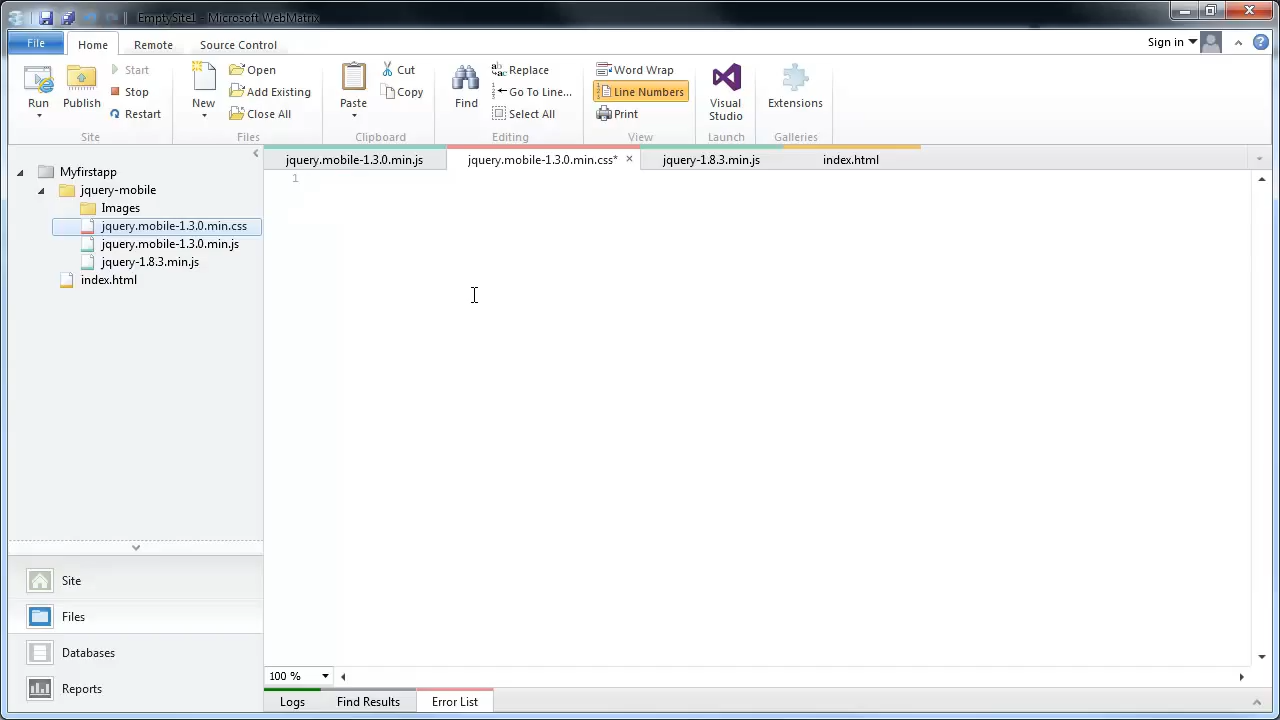 EmptySite1 - Microsoft WebMatrix
File
Home
Remote
Source Control
Sign in
Run
Publish
Start
Stop
Restart
Site
New
Open
Add Existing
Close All
Files
Paste
Cut
Copy
Clipboard
Find
Replace
Go To Line...
Select All
Editing
Word Wrap
Line Numbers
Print
View
Visual
Studio
Launch
Extensions
Galleries
Myfirstapp
jquery-mobile
Images
jquery.mobile-1.3.0.min.css
jquery.mobile-1.3.0.min.js
jquery-1.8.3.min.js
index.html
Site
Files
Databases
Reports
jquery.mobile-1.3.0.min.js
jquery.mobile-1.3.0.min.css*
jquery-1.8.3.min.js
index.html
1
100 %
Logs
Find Results
Error List